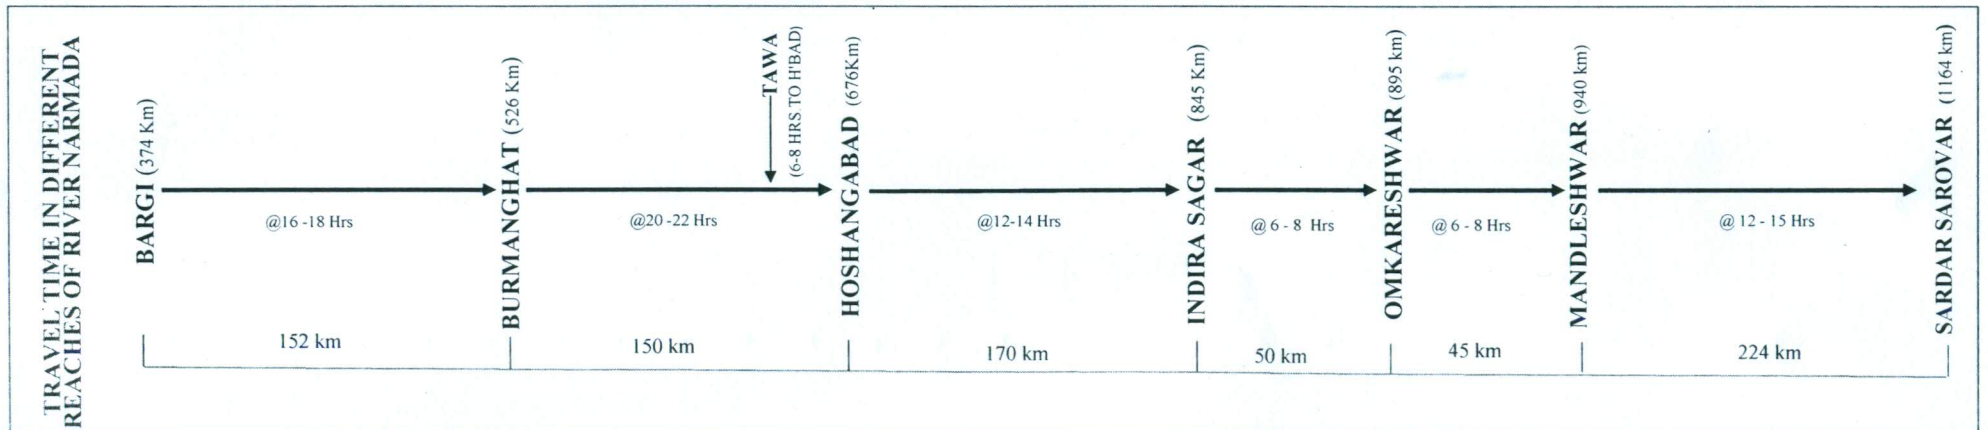 TRAVEL TIME IN DIFFERENT
REACHES OF RIVER NARMADA
BARGI (374 Km)
@16 -18 Hrs
BURMANGHAT (526 Km)
@20 -22 Hrs
TAWA
(6-8 HRS TO H'BAD)
HOSHANGABAD (676Km)
@12-14 Hrs
INDIRA SAGAR (845 Km)
@ 6 - 8 Hrs
OMKARESHWAR (895 km)
@ 6 - 8 Hrs
MANDLESHWAR (940 km)
@ 12 - 15 Hrs
SARDAR SAROVAR (1164 km)
152 km
150 km
170 km
50 km
45 km
224 km